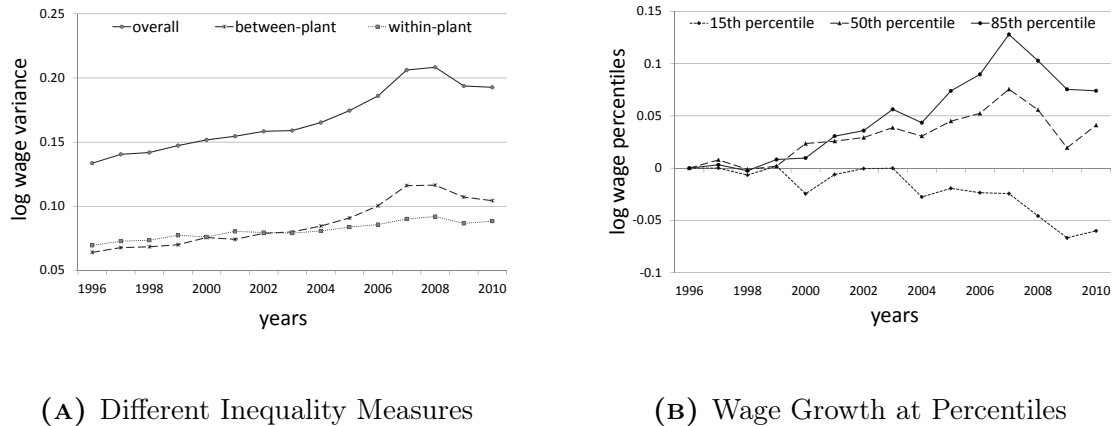 overall between-plant within-plant
0.25
0.20
0.15
0.10
0.05
log wage variance
1996 1998 2000 2002 2004 2006 2008 2010
years
(A) Different Inequality Measures
15th percentile 50th percentile 85th percentile
0.15
0.1
0.05
0
-0.05
-0.1
log wage percentiles
1996 1998 2000 2002 2004 2006 2008 2010
years
(B) Wage Growth at Percentiles